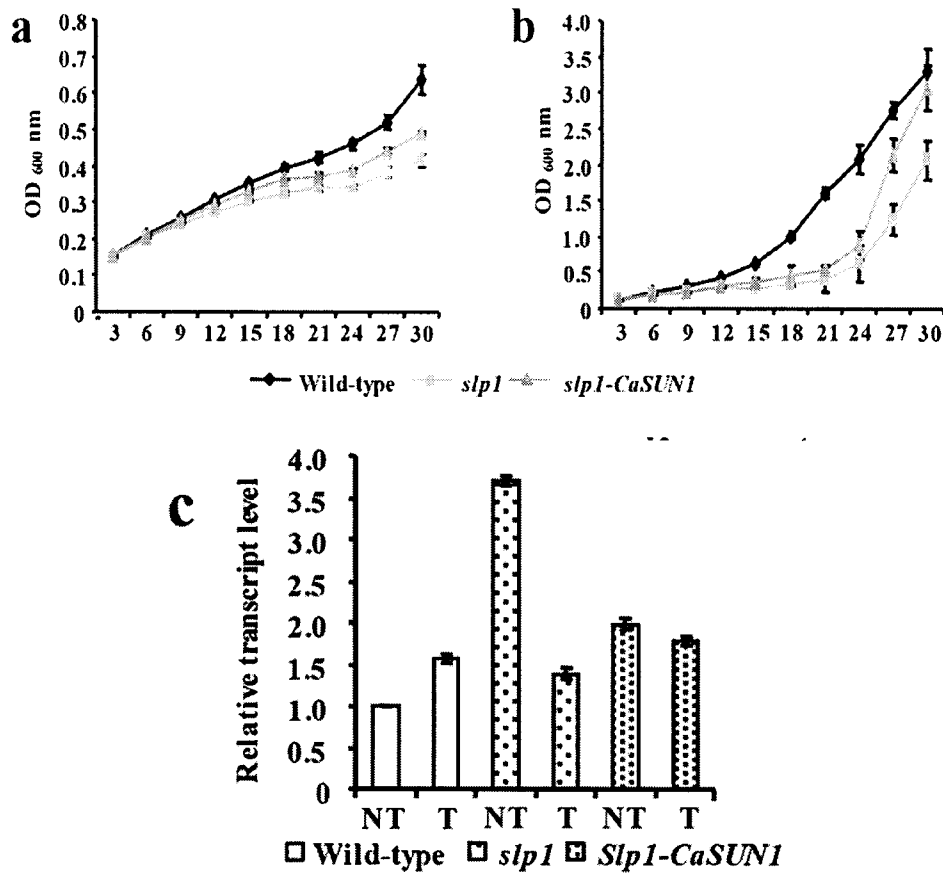 a
0.8
0.7
0.6
0.5
0.4
0.3
0.2
0.1
0
OD 600 nm
3 6 9 12 15 18 21 24 27 30
b
4.0
3.5
3.0
2.5
2.0
1.5
1.0
0.5
0
OD 600 nm
3 6 9 12 15 18 21 24 27 30
Wild-type slp1 slp1-CaSUN1
c
4.0
3.5
3.0
2.5
2.0
1.5
1.0
0.5
0
Relative transcript level
NT T NT T NT T
Wild-type slp1 Slp1-CaSUN1